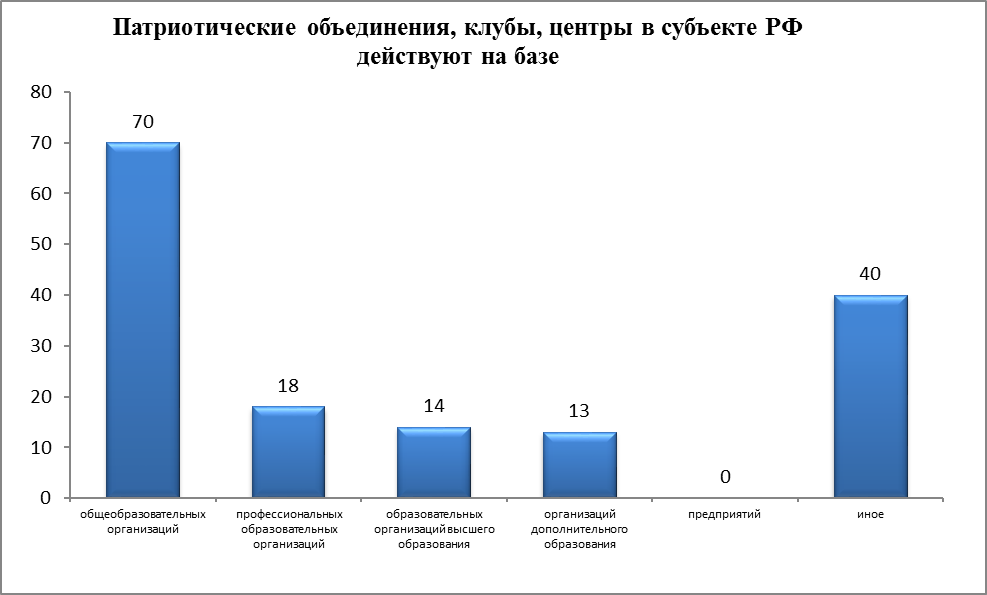 Патриотические объединения, клубы, центры в субъекте РФ
действуют на базе
80
70
60
50
40
30
20
10
0
70
18
14
13
0
40
общеобразовательных
организаций
профессиональных
образовательных
организаций
образовательных
организаций высшего
образования
организаций
дополнительного
образования
предприятий
иное